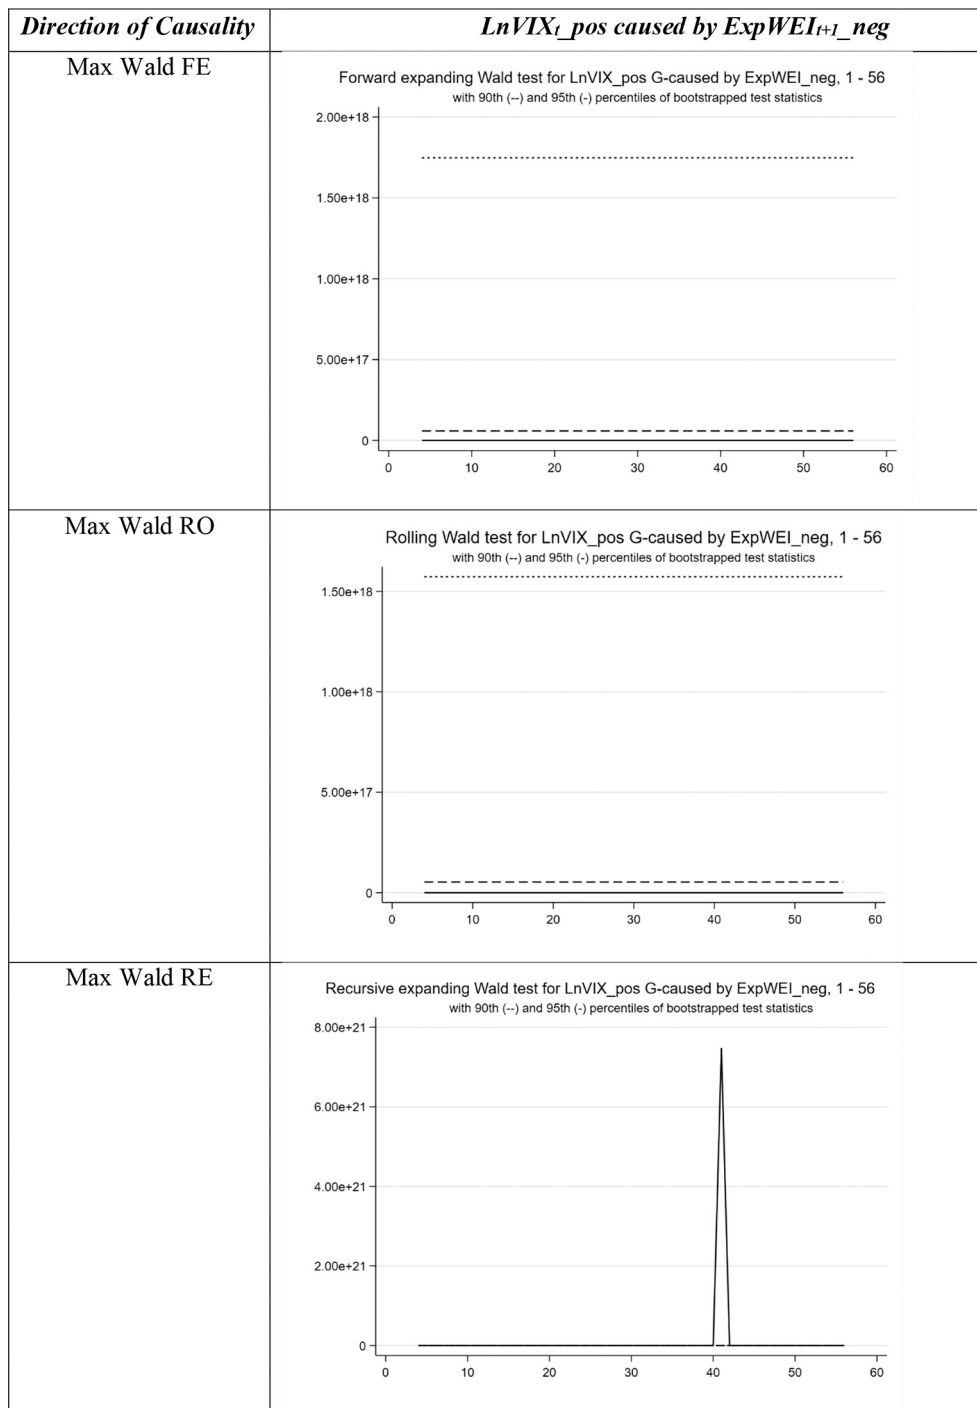 Direction of Causality
LnVIXt_pos caused by ExpWEIt+1_neg
Max Wald FE
Forward expanding Wald test for LnVIX_pos G-caused by ExpWEI_neg, 1 - 56
with 90th (--) and 95th (-) percentiles of bootstrapped test statistics
2.00e+18
1.50e+18
1.00e+18
5.00e+17
0
0 10 20 30 40 50 60
Max Wald RO
Rolling Wald test for LnVIX_pos G-caused by ExpWEI_neg, 1 - 56
with 90th (--) and 95th (-) percentiles of bootstrapped test statistics
1.50e+18
1.00e+18
5.00e+17
0
0 10 20 30 40 50 60
Max Wald RE
Recursive expanding Wald test for LnVIX_pos G-caused by ExpWEI_neg, 1 - 56
with 90th (--) and 95th (-) percentiles of bootstrapped test statistics
8.00e+21
6.00e+21
4.00e+21
2.00e+21
0
0 10 20 30 40 50 60